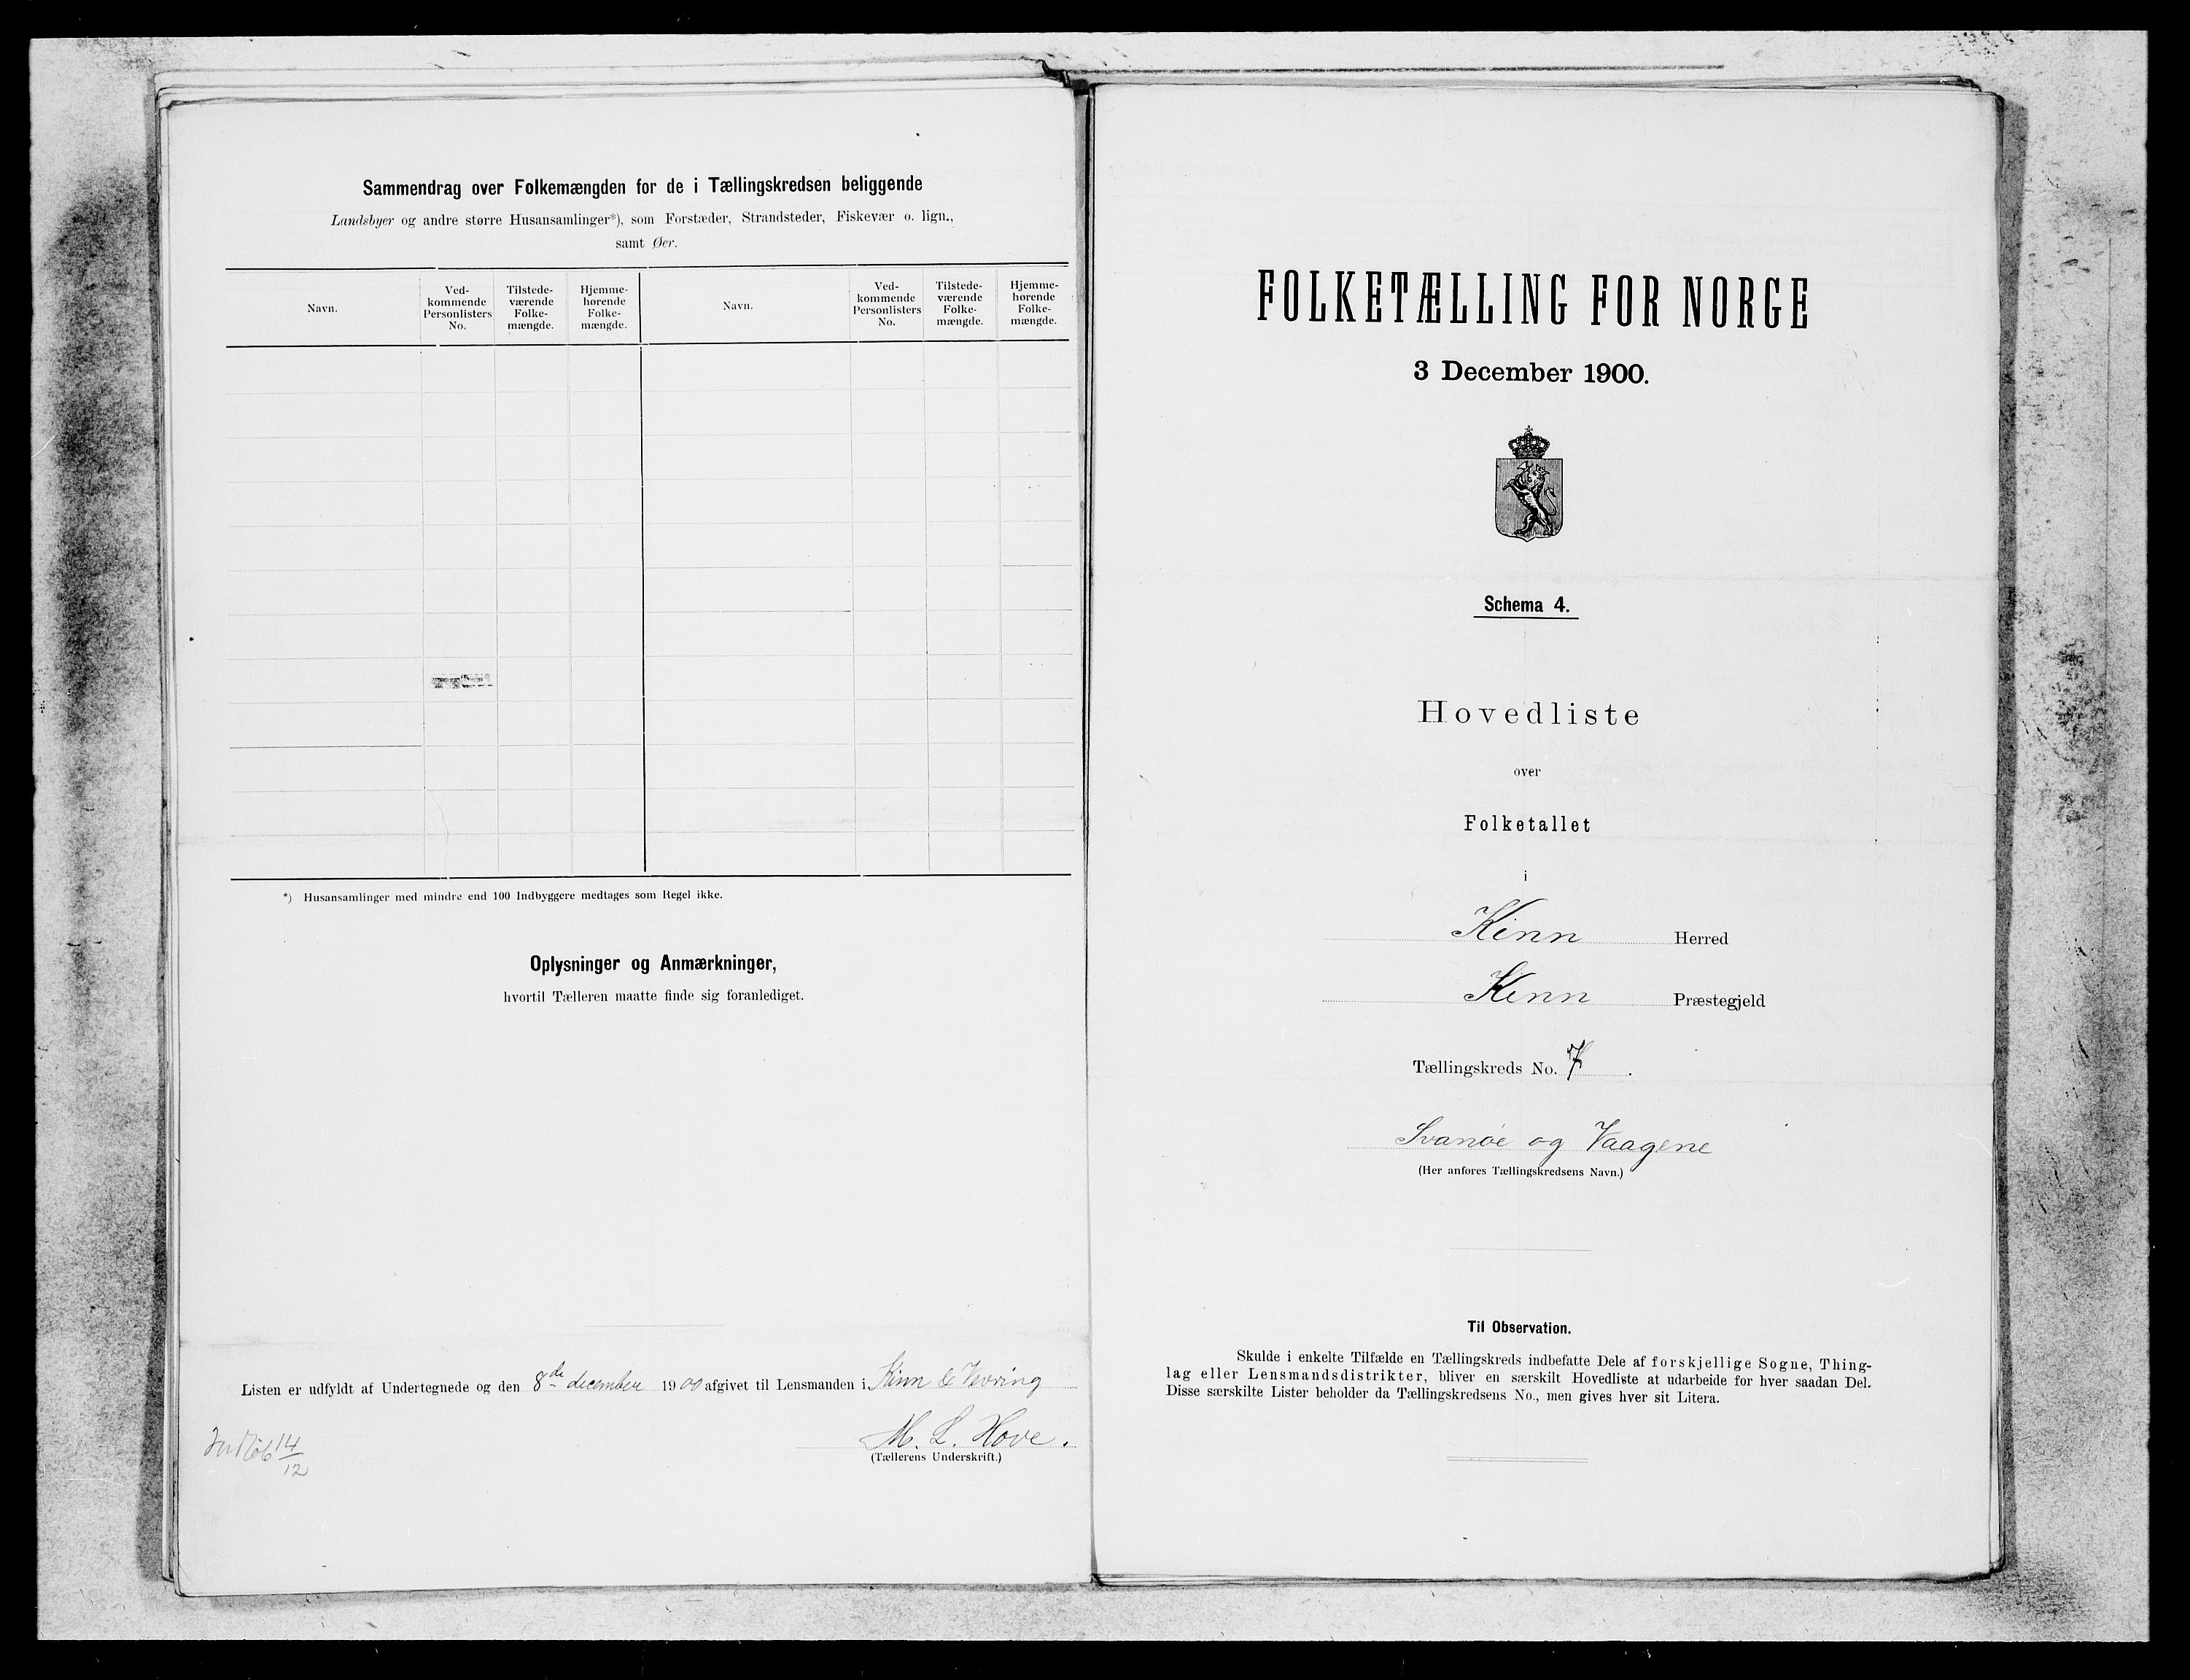 Sammendrag over Folkemængden for de i Tællingskredsen beliggende
Landsbyer og andre større Husansamlinger*), som Forstæder, Strandsteder, Fiskevær o. lign.,
samt Øer.
Navn.
Ved-
kommende
Personlisters
No.
Tilstede-
værende
Folke-
mængde.
Hjemme-
hørende
Folke-
mængde.
Navn.
Ved-
kommende
Personlisters
No.
Tilstede-
værende
Folke-
mængde.
Hjemme-
hørende
Folke-
mængde.
*) Husansamlinger med mindre end 100 Indbyggere medtages som Regel ikke.
Oplysninger og Anmærkninger,
hvortil Tælleren maatte finde sig foranlediget.
Listen er udfyldt af Undertegnede og den 8de december 1900 afgivet til Lensmanden i Kinn & Vevring
M. L. Hove.
(Tællerens Underskrift.)
14/12
FOLKETÆLLING FOR NORGE
3 December 1900.
Schema 4.
Hovedliste
over
Folketallet
i
Kinn Herred
Kinn Præstegjeld
Tællingskreds No. 7.
Svanøe og Vaagene
(Her anføres Tællingskredsens Navn.)
Til Observation.
Skulde i enkelte Tilfælde en Tællingskreds indbefatte Dele af forskjellige Sogne, Thing-
lag eller Lensmandsdistrikter, bliver en særskilt Hovedliste at udarbeide for hver saadan Del.
Disse særskilte Lister beholder da Tællingskredsens No., men gives hver sit Litera.